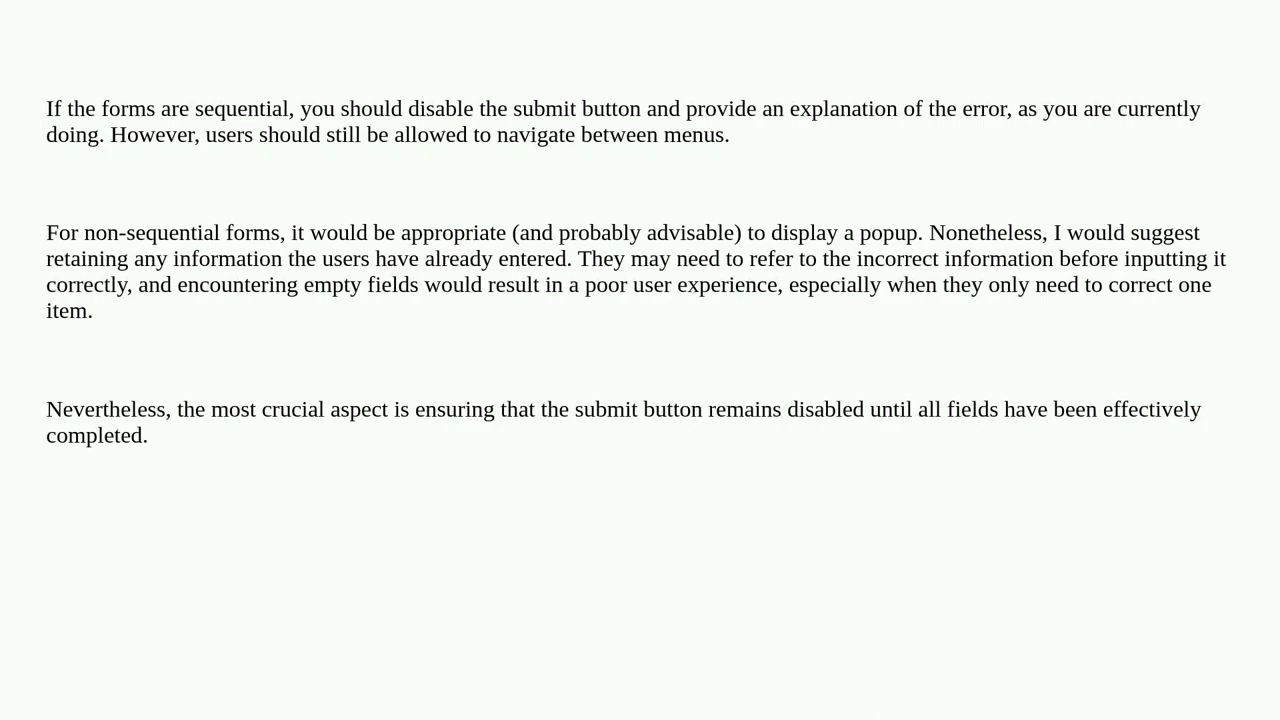 If the forms are sequential, you should disable the submit button and provide an explanation of the error, as you are currently
doing. However, users should still be allowed to navigate between menus.
For non-sequential forms, it would be appropriate (and probably advisable) to display a popup. Nonetheless, I would suggest
retaining any information the users have already entered. They may need to refer to the incorrect information before inputting it
correctly, and encountering empty fields would result in a poor user experience, especially when they only need to correct one
item.
Nevertheless, the most crucial aspect is ensuring that the submit button remains disabled until all fields have been effectively
completed.